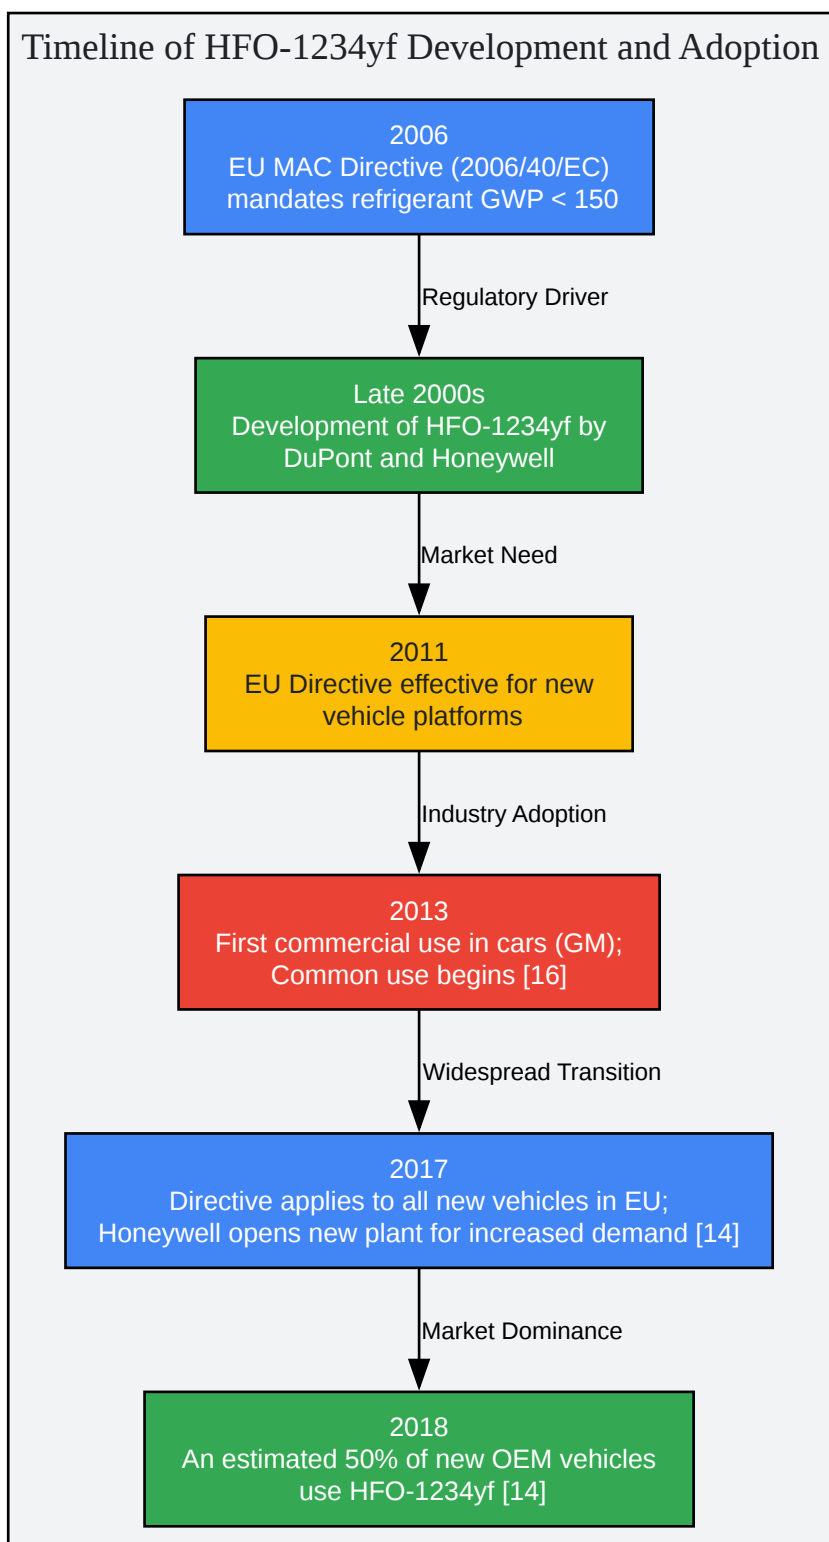 Timeline of HFO-1234yf Development and Adoption
2006
EU MAC Directive (2006/40/EC)
mandates refrigerant GWP < 150
Regulatory Driver
Late 2000s
Development of HFO-1234yf by
DuPont and Honeywell
Market Need
2011
EU Directive effective for new
vehicle platforms
Industry Adoption
2013
First commercial use in cars (GM);
Common use begins [16]
Widespread Transition
2017
Directive applies to all new vehicles in EU;
Honeywell opens new plant for increased demand [14]
Market Dominance
2018
An estimated 50% of new OEM vehicles
use HFO-1234yf [14]